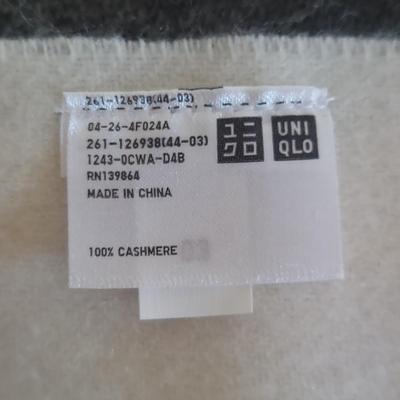 261-126938(44-03)
04-26-4F024A
261-126938(44-03)
1243-0CWA-D4B
RN139864
MADE IN CHINA
ユニ
クロ
UNI
QLO
100% CASHMERE
03